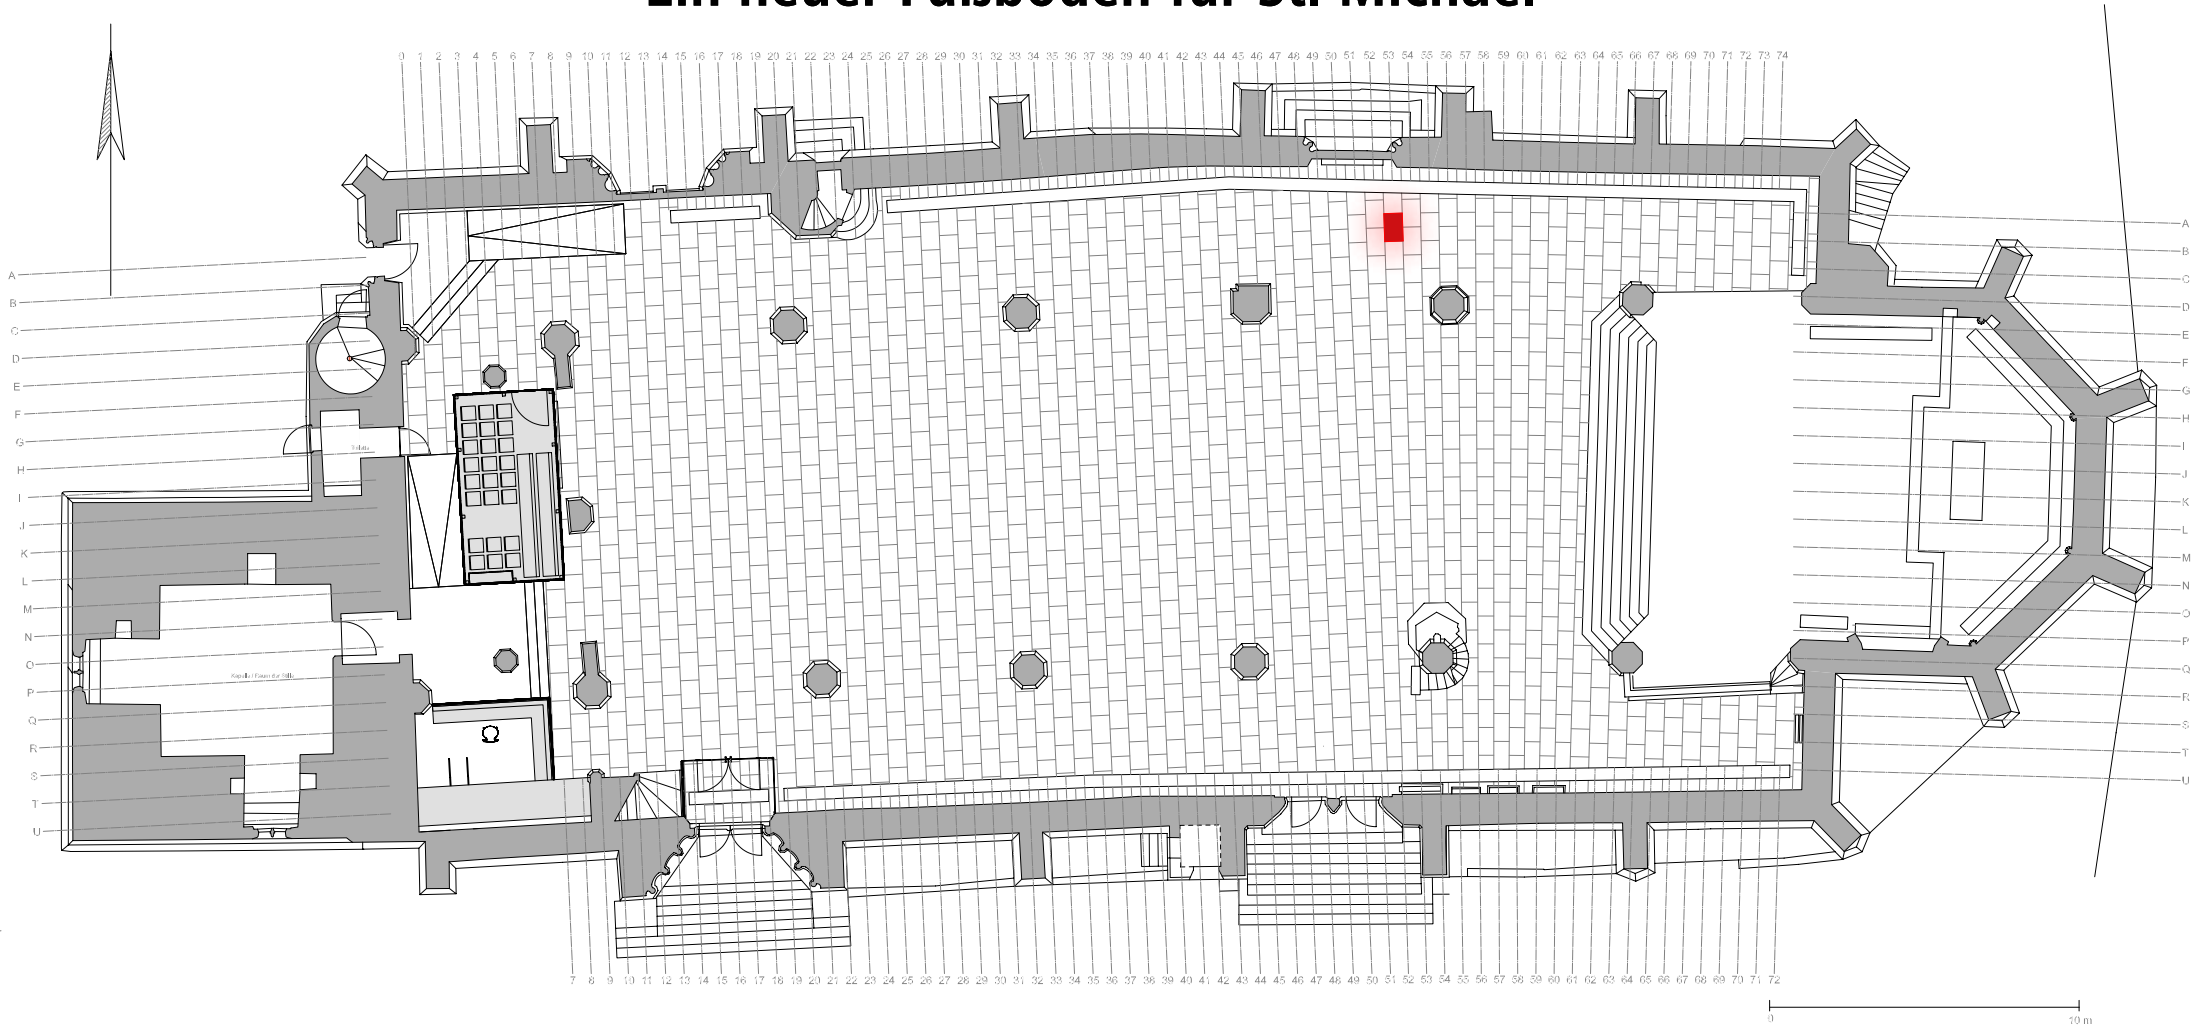 Ein neuer Fußboden für St. Michael
0 1 2 3 4 5 6 7 8 9 10 11 12 13 14 15 16 17 18 19 20 21 22 23 24 25 26 27 28 29 30 31 32 33 34 35 36 37 38 39 40 41 42 43 44 45 46 47 48 49 50 51 52 53 54 55 56 57 58 59 60 61 62 63 64 65 66 67 68 69 70 71 72 73 74
A
B
C
D
E
F
G
H
I
J
K
L
M
N
O
P
Q
R
S
T
U
Kapelle / Raum der Stille
A
B
C
D
E
F
G
H
I
J
K
L
M
N
O
P
Q
R
S
T
U
7 8 9 10 11 12 13 14 15 16 17 18 19 20 21 22 23 24 25 26 27 28 29 30 31 32 33 34 35 36 37 38 39 40 41 42 43 44 45 46 47 48 49 50 51 52 53 54 55 56 57 58 59 60 61 62 63 64 65 66 67 68 69 70 71 72
0 10 m